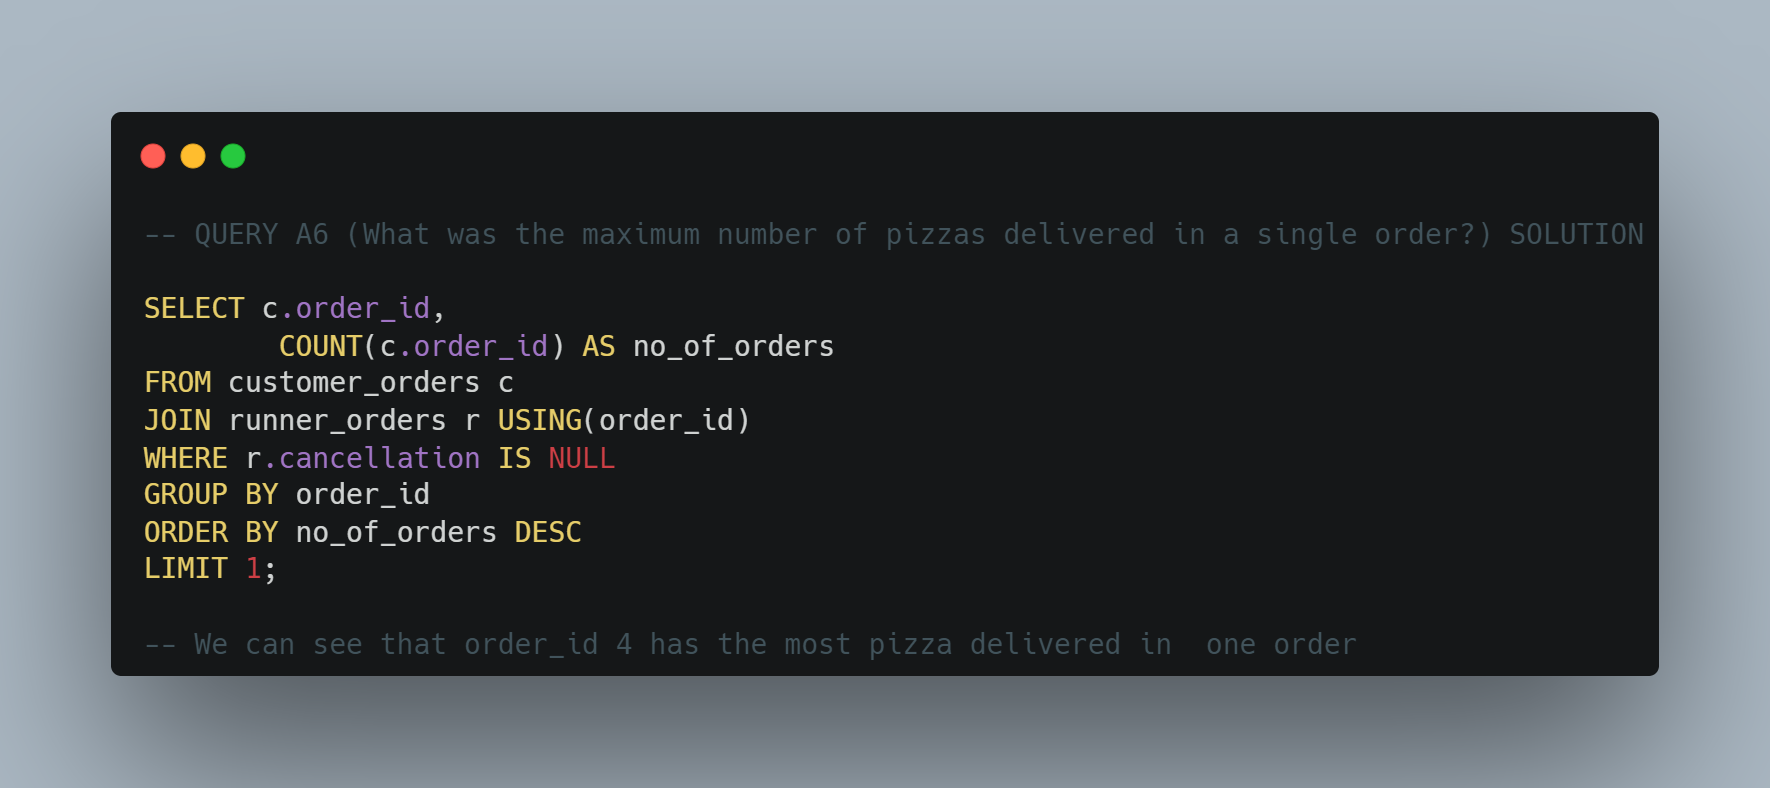 -- QUERY A6 (What was the maximum number of pizzas delivered in a single order?) SOLUTION
SELECT c.order_id,
        COUNT(c.order_id) AS no_of_orders
FROM customer_orders c
JOIN runner_orders r USING(order_id)
WHERE r.cancellation IS NULL
GROUP BY order_id
ORDER BY no_of_orders DESC
LIMIT 1;
-- We can see that order_id 4 has the most pizza delivered in  one order